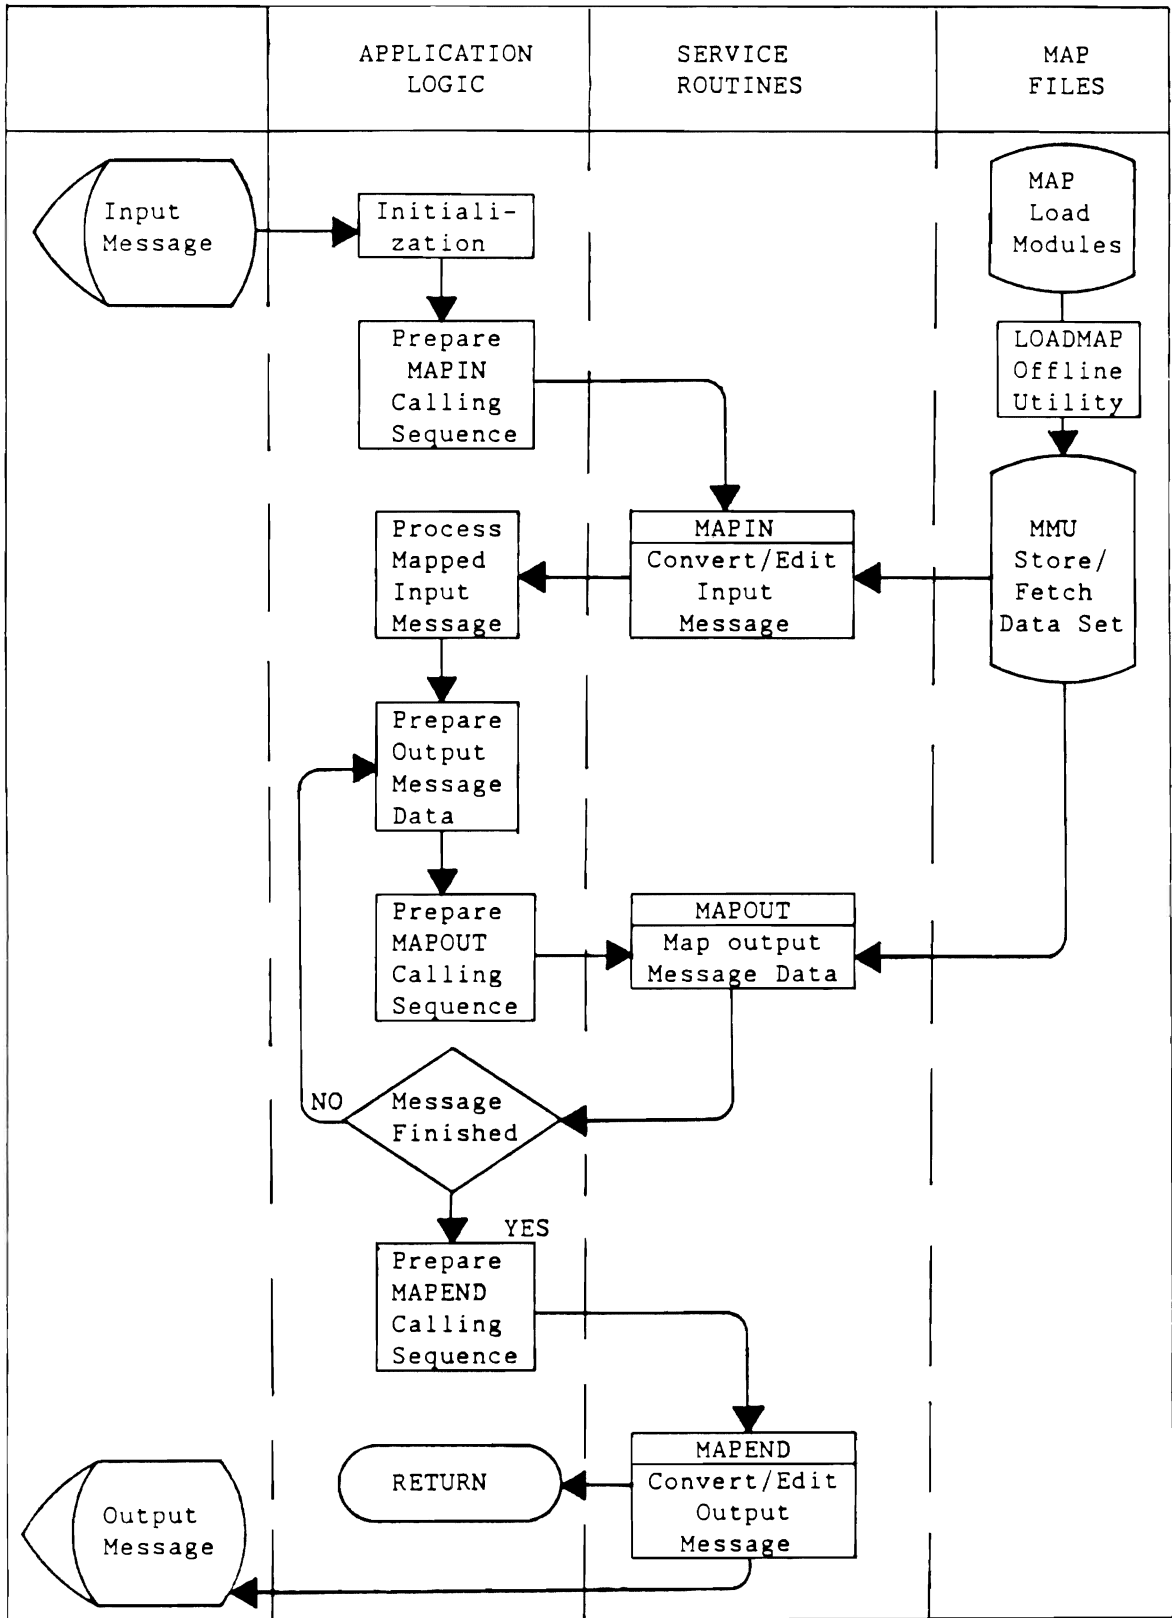 APPLICATION
LOGIC
SERVICE
ROUTINES
MAP
FILES
Input
Message
Initiali-
zation
MAP
Load
Modules
Prepare
MAPIN
Calling
Sequence
LOADMAP
Offline
Utility
Process
Mapped
Input
Message
MAPIN
Convert/Edit
Input
Message
MMU
Store/
Fetch
Data Set
Prepare
Output
Message
Data
Prepare
MAPOUT
Calling
Sequence
MAPOUT
Map output
Message Data
NO
Message
Finished
YES
Prepare
MAPEND
Calling
Sequence
RETURN
MAPEND
Convert/Edit
Output
Message
Output
Message